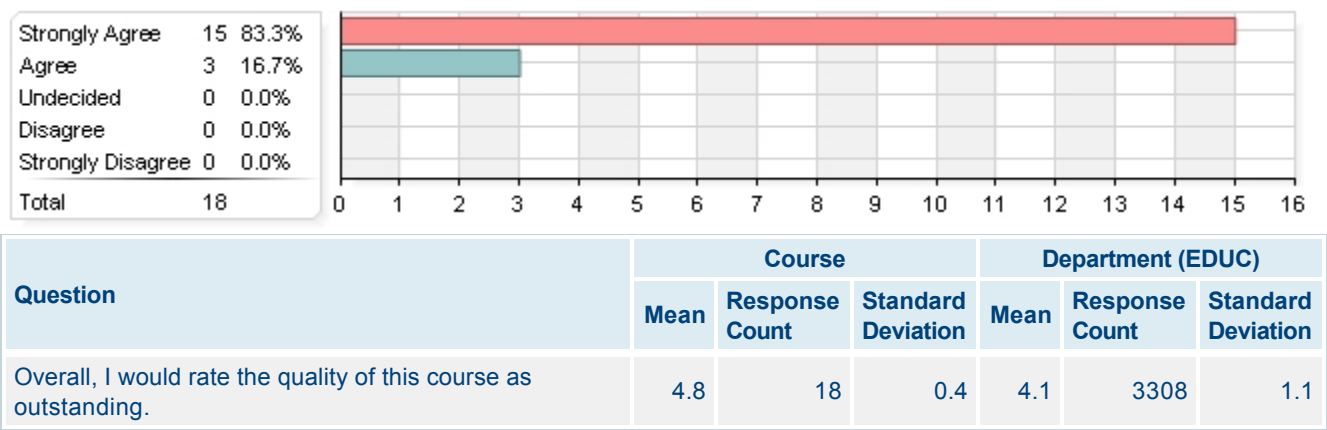 Strongly Agree 15 83.3%
Agree 3 16.7%
Undecided 0 0.0%
Disagree 0 0.0%
Strongly Disagree 0 0.0%
Total 18
0 1 2 3 4 5 6 7 8 9 10 11 12 13 14 15 16
Course Department (EDUC)
Question Mean Response Count Standard Deviation Mean Response Count Standard Deviation
Overall, I would rate the quality of this course as
outstanding. 4.8 18 0.4 4.1 3308 1.1